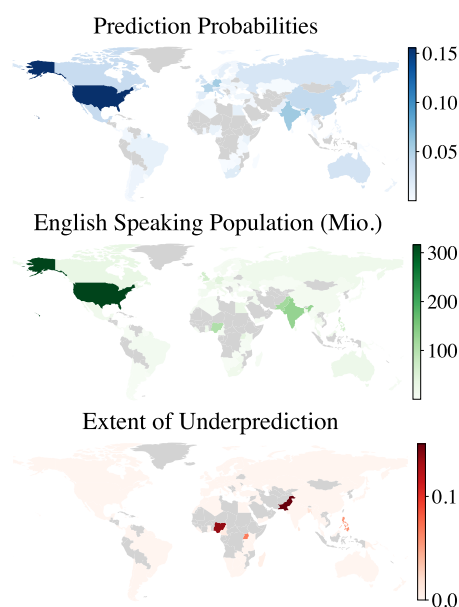 Prediction Probabilities
0.15
0.10
0.05
English Speaking Population (Mio.)
300
200
100
Extent of Underprediction
0.1
0.0